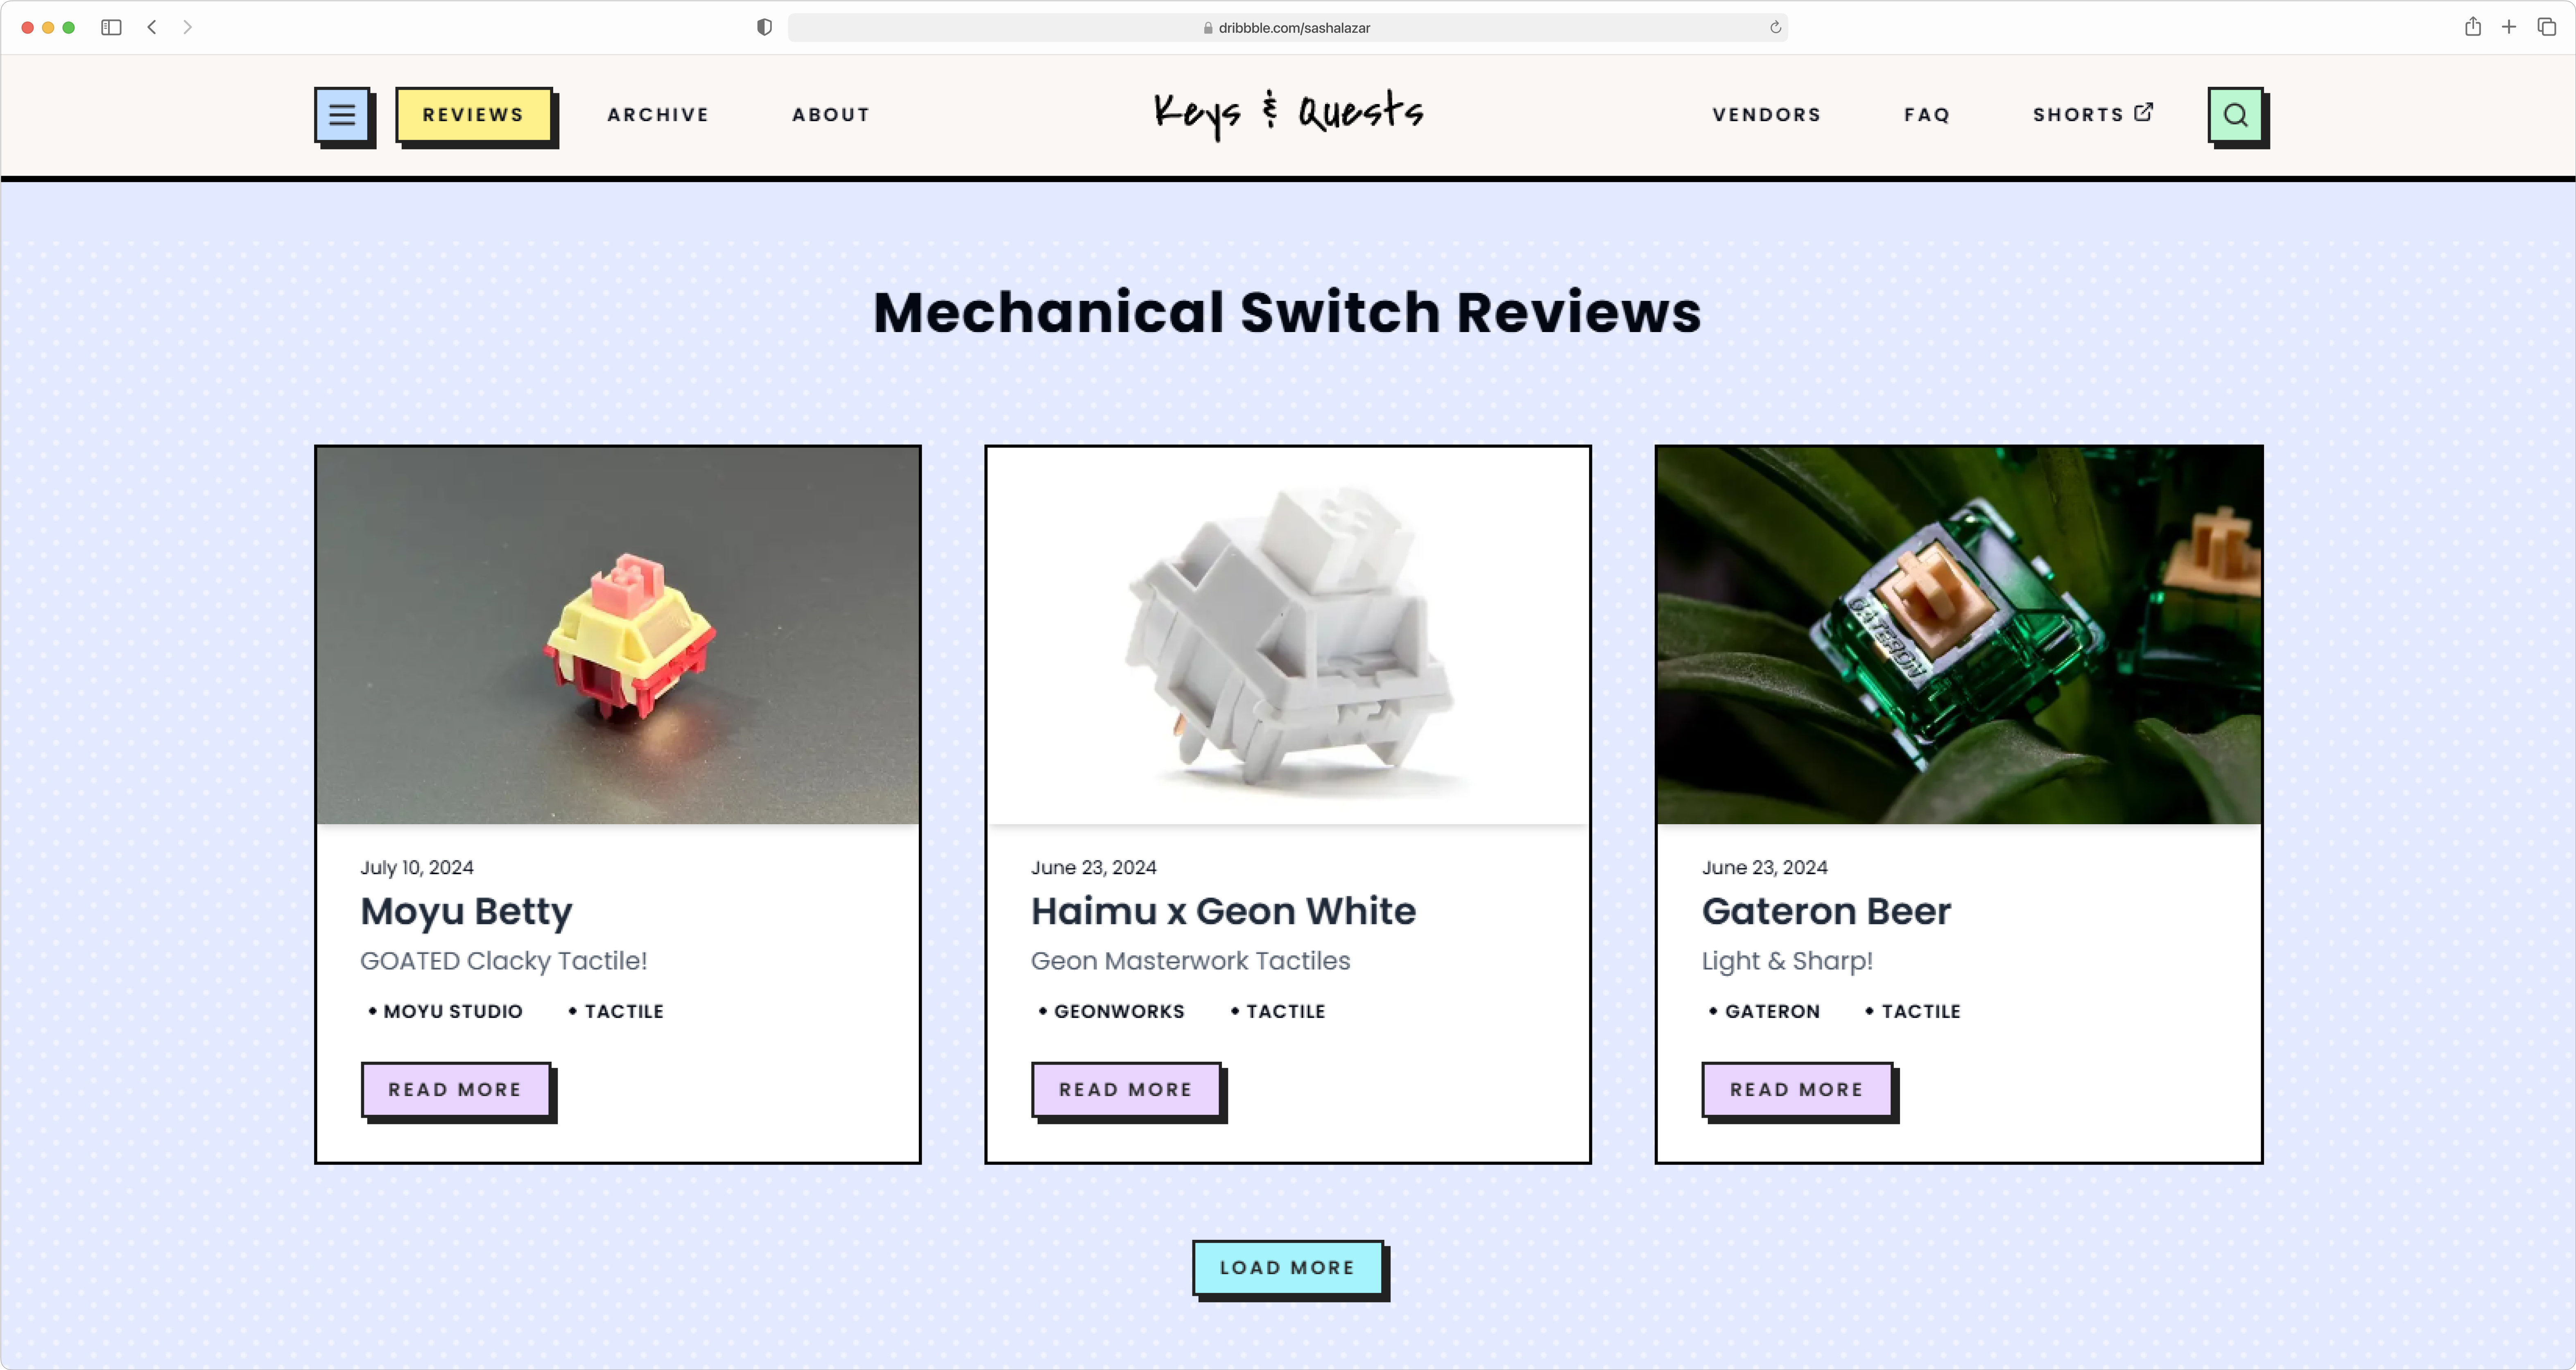 dribbble.com/sashalazar
REVIEWS ARCHIVE ABOUT Keys & Quests VENDORS FAQ SHORTS
Mechanical Switch Reviews
GATERON
July 10, 2024
Moyu Betty
GOATED Clacky Tactile!
• MOYU STUDIO • TACTILE
READ MORE
June 23, 2024
Haimu x Geon White
Geon Masterwork Tactiles
• GEONWORKS • TACTILE
READ MORE
June 23, 2024
Gateron Beer
Light & Sharp!
• GATERON • TACTILE
READ MORE
LOAD MORE